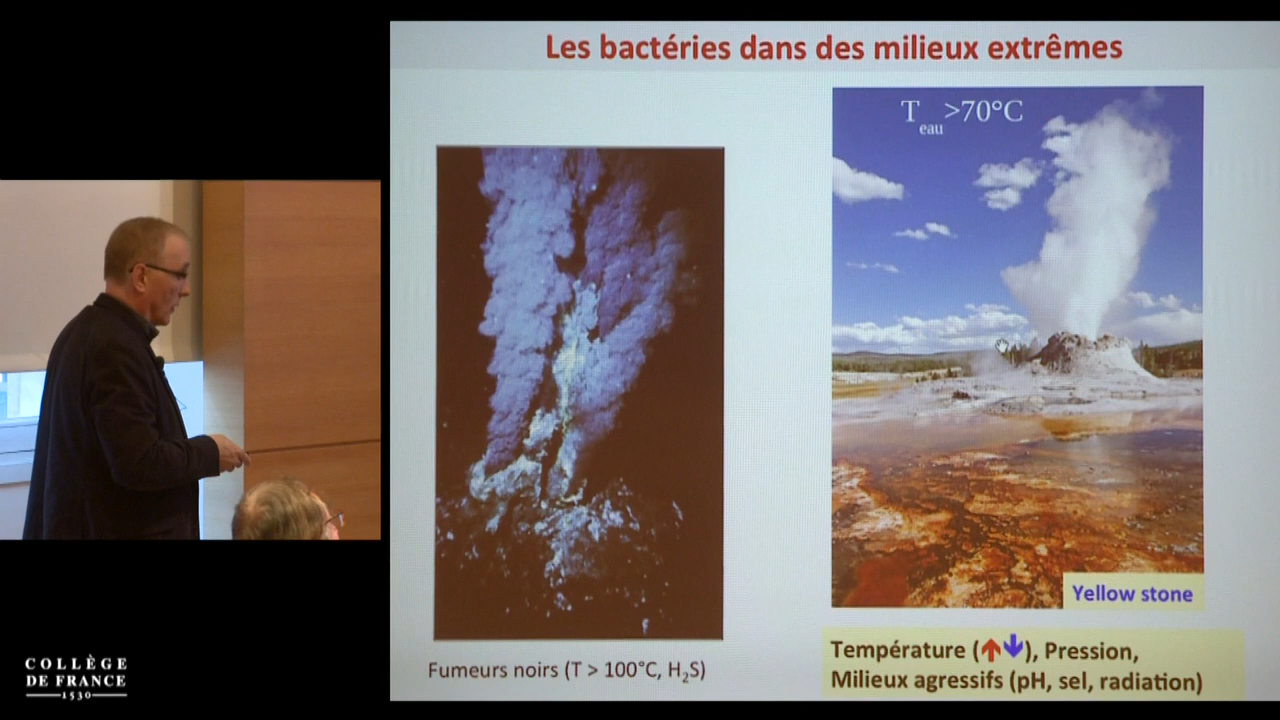 Les bactéries dans des milieux extrêmes
T eau >70°C
Yellow stone
Fumeurs noirs (T > 100°C, H₂S)
Température (⬆⬇), Pression,
Milieux agressifs (pH, sel, radiation)
COLLÈGE
DE FRANCE
1530